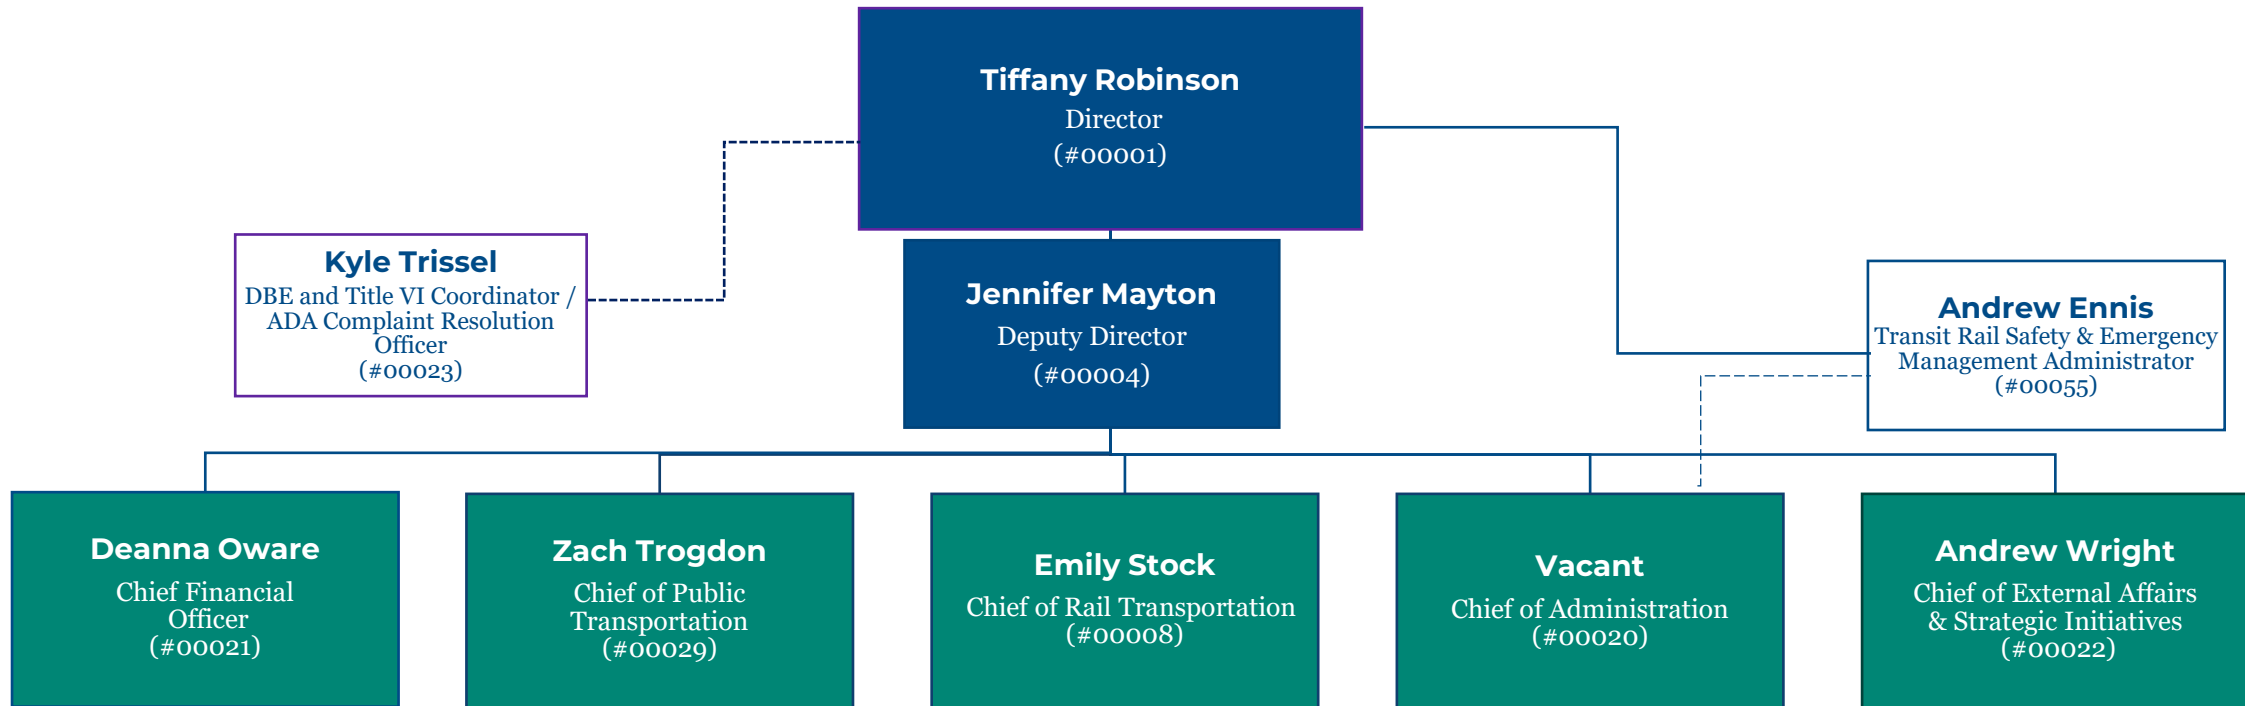 Tiffany Robinson
Director
(#00001)
Kyle Trissel
DBE and Title VI Coordinator /
ADA Complaint Resolution
Officer
(#00023)
Jennifer Mayton
Deputy Director
(#00004)
Andrew Ennis
Transit Rail Safety & Emergency
Management Administrator
(#00055)
Deanna Oware
Chief Financial
Officer
(#00021)
Zach Trogdon
Chief of Public
Transportation
(#00029)
Emily Stock
Chief of Rail Transportation
(#00008)
Vacant
Chief of Administration
(#00020)
Andrew Wright
Chief of External Affairs
& Strategic Initiatives
(#00022)